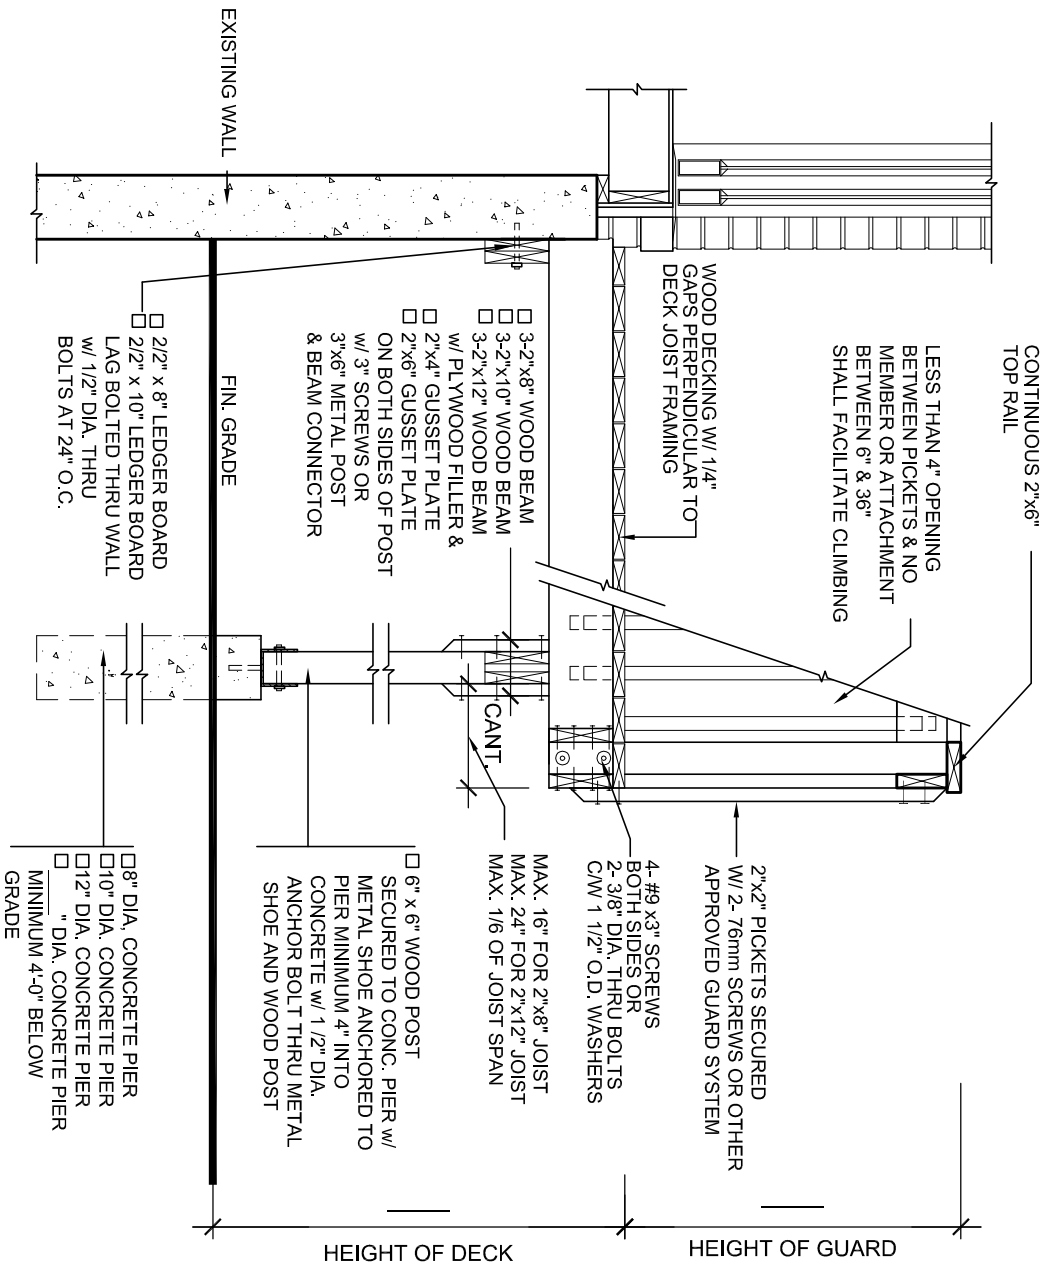 CONTINUOUS 2"x6"
TOP RAIL
LESS THAN 4" OPENING
BETWEEN PICKETS & NO
MEMBER OR ATTACHMENT
BETWEEN 6" & 36"
SHALL FACILITATE CLIMBING
WOOD DECKING W/ 1/4"
GAPS PERPENDICULAR TO
DECK JOIST FRAMING
3-2"x8" WOOD BEAM
3-2"x10" WOOD BEAM
3-2"x12" WOOD BEAM
w/ PLYWOOD FILLER &
2"x4" GUSSET PLATE
2"x6" GUSSET PLATE
ON BOTH SIDES OF POST
w/ 3" SCREWS OR
3"x6" METAL POST
& BEAM CONNECTOR
EXISTING WALL
FIN. GRADE
2/2" x 8" LEDGER BOARD
2/2" x 10" LEDGER BOARD
LAG BOLTED THRU WALL
w/ 1/2" DIA. THRU
BOLTS AT 24" O.C.
CANT.
2"x2" PICKETS SECURED
W/ 2- 76mm SCREWS OR OTHER
APPROVED GUARD SYSTEM
4- #9 x3" SCREWS
BOTH SIDES OR
2- 3/8" DIA. THRU BOLTS
C/W 1 1/2" O.D. WASHERS
MAX. 16" FOR 2"x8" JOIST
MAX. 24" FOR 2"x12" JOIST
MAX. 1/6 OF JOIST SPAN
6" x 6" WOOD POST
SECURED TO CONC. PIER w/
METAL SHOE ANCHORED TO
PIER MINIMUM 4" INTO
CONCRETE w/ 1 /2" DIA.
ANCHOR BOLT THRU METAL
SHOE AND WOOD POST
8" DIA, CONCRETE PIER
10" DIA. CONCRETE PIER
12" DIA. CONCRETE PIER
____ " DIA. CONCRETE PIER
MINIMUM 4'-0" BELOW
GRADE
HEIGHT OF GUARD
HEIGHT OF DECK